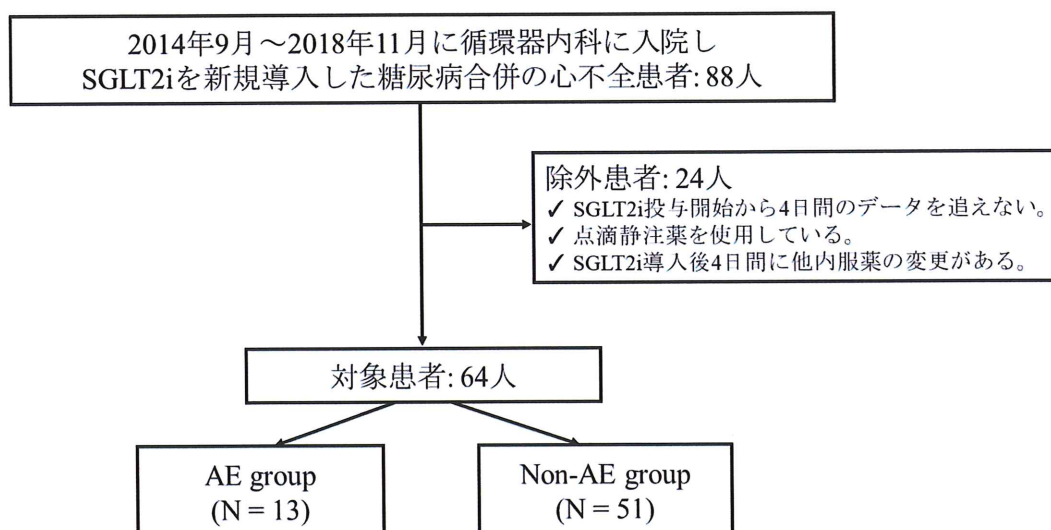 2014年9月～2018年11月に循環器内科に入院し
SGLT2iを新規導入した糖尿病合併の心不全患者: 88人
除外患者: 24人
✓ SGLT2i投与開始から4日間のデータを追えない。
✓ 点滴静注薬を使用している。
✓ SGLT2i導人後4日間に他内服薬の変更がある。
対象患者: 64人
AE group
(N = 13)
Non-AE group
(N = 51)